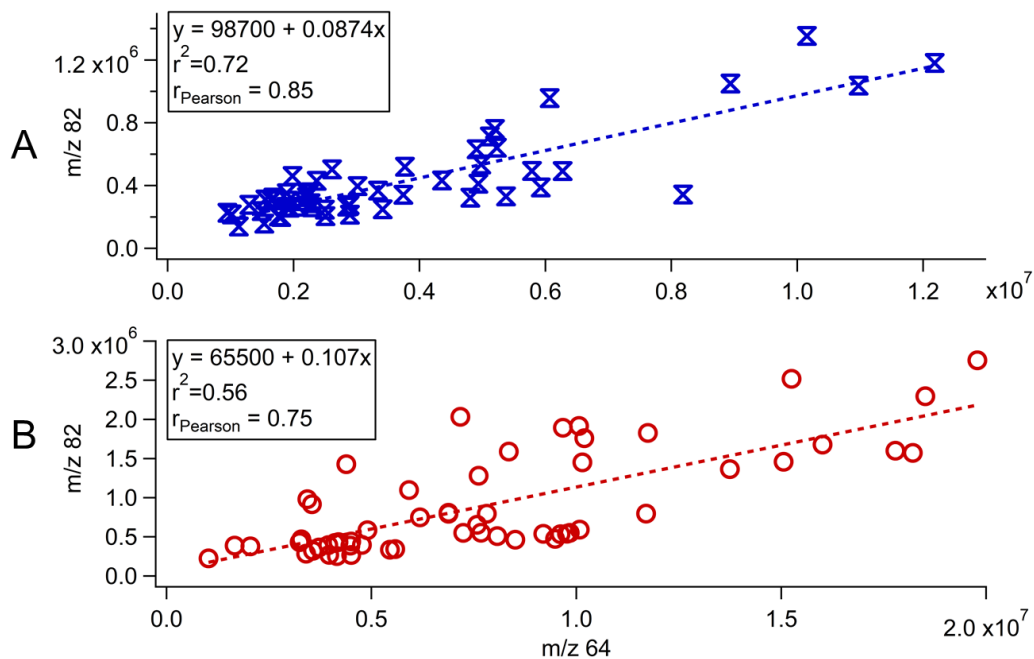 A
y = 98700 + 0.0874x
r²=0.72
r_Pearson = 0.85
m/z 82
1.2 x10⁶
0.8
0.4
0.0
0.0 0.2 0.4 0.6 0.8 1.0 1.2 x10⁷
B
y = 65500 + 0.107x
r²=0.56
r_Pearson = 0.75
m/z 82
3.0 x10⁶
2.5
2.0
1.5
1.0
0.5
0.0
0.0 0.5 1.0 1.5 2.0 x10⁷
m/z 64